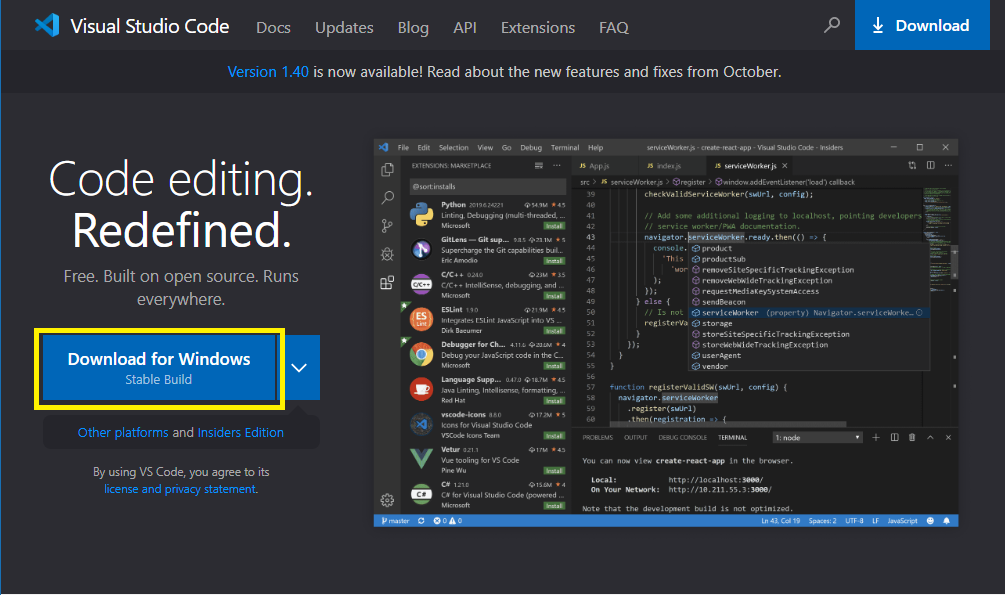 Visual Studio Code Docs Updates Blog API Extensions FAQ Download
Version 1.40 is now available! Read about the new features and fixes from October.
Code editing.
Redefined.
Free. Built on open source. Runs
everywhere.
Download for Windows
Stable Build
Other platforms and Insiders Edition
By using VS Code, you agree to its
license and privacy statement.
File Edit Selection View Go Debug Terminal Help serviceWorker.js - create-react-app - Visual Studio Code - Insiders
EXTENSIONS: MARKETPLACE
@sort:installs
Python 2019.6.24221 54.9M 4.5
Linting, Debugging (multi-threaded, ...
Microsoft Install
GitLens — Git sup... 9.8.5 23.1M 5
Supercharge the Git capabilities buil...
Eric Amodio Install
C/C++ 0.24.0 23M 3.5
C/C++ IntelliSense, debugging, and ...
Microsoft Install
ESLint 1.9.0 21.9M 4.5
Integrates ESLint JavaScript into VS ...
Dirk Baeumer Install
Debugger for Ch... 4.11.6 20.6M 4
Debug your JavaScript code in the C...
Microsoft Install
Language Supp... 0.47.0 18.7M 4.5
Java Linting, Intellisense, formatting, ...
Red Hat Install
vscode-icons 8.8.0 17.2M 5
Icons for Visual Studio Code
VSCode Icons Team Install
Vetur 0.21.1 17M 4.5
Vue tooling for VS Code
Pine Wu Install
C# 1.21.0 15.6M 4
C# for Visual Studio Code (powered ...
Microsoft Install
JS App.js JS index.js JS serviceWorker.js
src > JS serviceWorker.js > register > window.addEventListener('load') callback
39 checkValidServiceWorker(swUrl, config);
40
41 // Add some additional logging to localhost, pointing developers
42 // service worker/PWA documentation.
43 navigator.serviceWorker.ready.then(() => {
44 console.
45 'This
46 'wor
47 );
48 });
49 } else {
50 // Is not
51 registerVa
52 }
53 });
54 }
55 }
56
57 function registerValidSW(swUrl, config) {
58 navigator.serviceWorker
59 .register(swUrl)
60 .then(registration => {
product
productSub
removeSiteSpecificTrackingException
removeWebWideTrackingException
requestMediaKeySystemAccess
sendBeacon
serviceWorker (property) Navigator.serviceWorke...
storage
storeSiteSpecificTrackingException
storeWebWideTrackingException
userAgent
vendor
PROBLEMS OUTPUT DEBUG CONSOLE TERMINAL 1: node
You can now view create-react-app in the browser.
Local: http://localhost:3000/
On Your Network: http://10.211.55.3:3000/
Note that the development build is not optimized.
master 0 0 Ln 43, Col 19 Spaces: 2 UTF-8 LF JavaScript